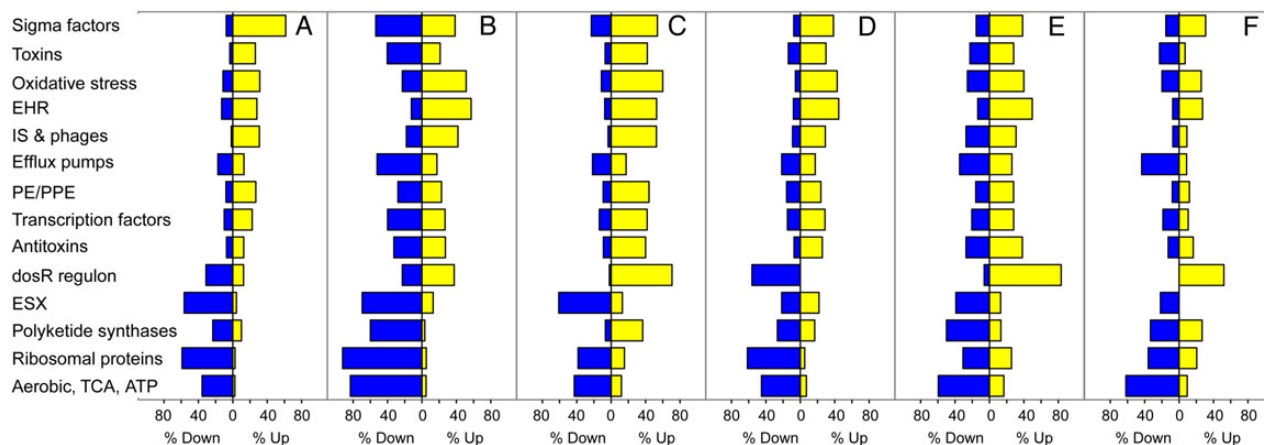 Sigma factors
Toxins
Oxidative stress
EHR
IS & phages
Efflux pumps
PE/PPE
Transcription factors
Antitoxins
dosR regulon
ESX
Polyketide synthases
Ribosomal proteins
Aerobic, TCA, ATP
A B C D E F
80 40 0 40 80 80 40 0 40 80 80 40 0 40 80 80 40 0 40 80 80 40 0 40 80 80 40 0 40 80
% Down % Up % Down % Up % Down % Up % Down % Up % Down % Up % Down % Up